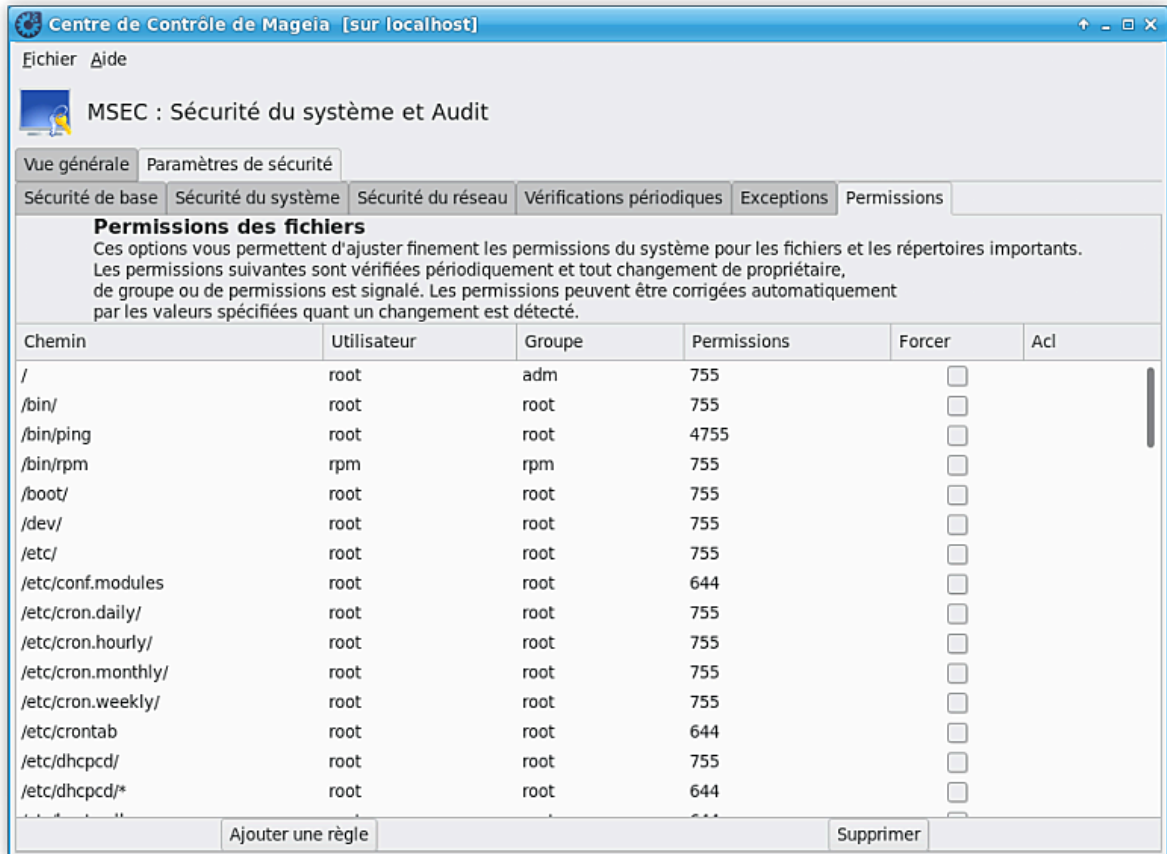 Centre de Contrôle de Mageia [sur localhost]
Fichier Aide
MSEC : Sécurité du système et Audit
Vue générale Paramètres de sécurité
Sécurité de base Sécurité du système Sécurité du réseau Vérifications périodiques Exceptions Permissions
Permissions des fichiers
Ces options vous permettent d'ajuster finement les permissions du système pour les fichiers et les répertoires importants.
Les permissions suivantes sont vérifiées périodiquement et tout changement de propriétaire,
de groupe ou de permissions est signalé. Les permissions peuvent être corrigées automatiquement
par les valeurs spécifiées quant un changement est détecté.
Chemin Utilisateur Groupe Permissions Forcer Acl
/ root adm 755
/bin/ root root 755
/bin/ping root root 4755
/bin/rpm rpm rpm 755
/boot/ root root 755
/dev/ root root 755
/etc/ root root 755
/etc/conf.modules root root 644
/etc/cron.daily/ root root 755
/etc/cron.hourly/ root root 755
/etc/cron.monthly/ root root 755
/etc/cron.weekly/ root root 755
/etc/crontab root root 644
/etc/dhcpcd/ root root 755
/etc/dhcpcd/* root root 644
Ajouter une règle Supprimer